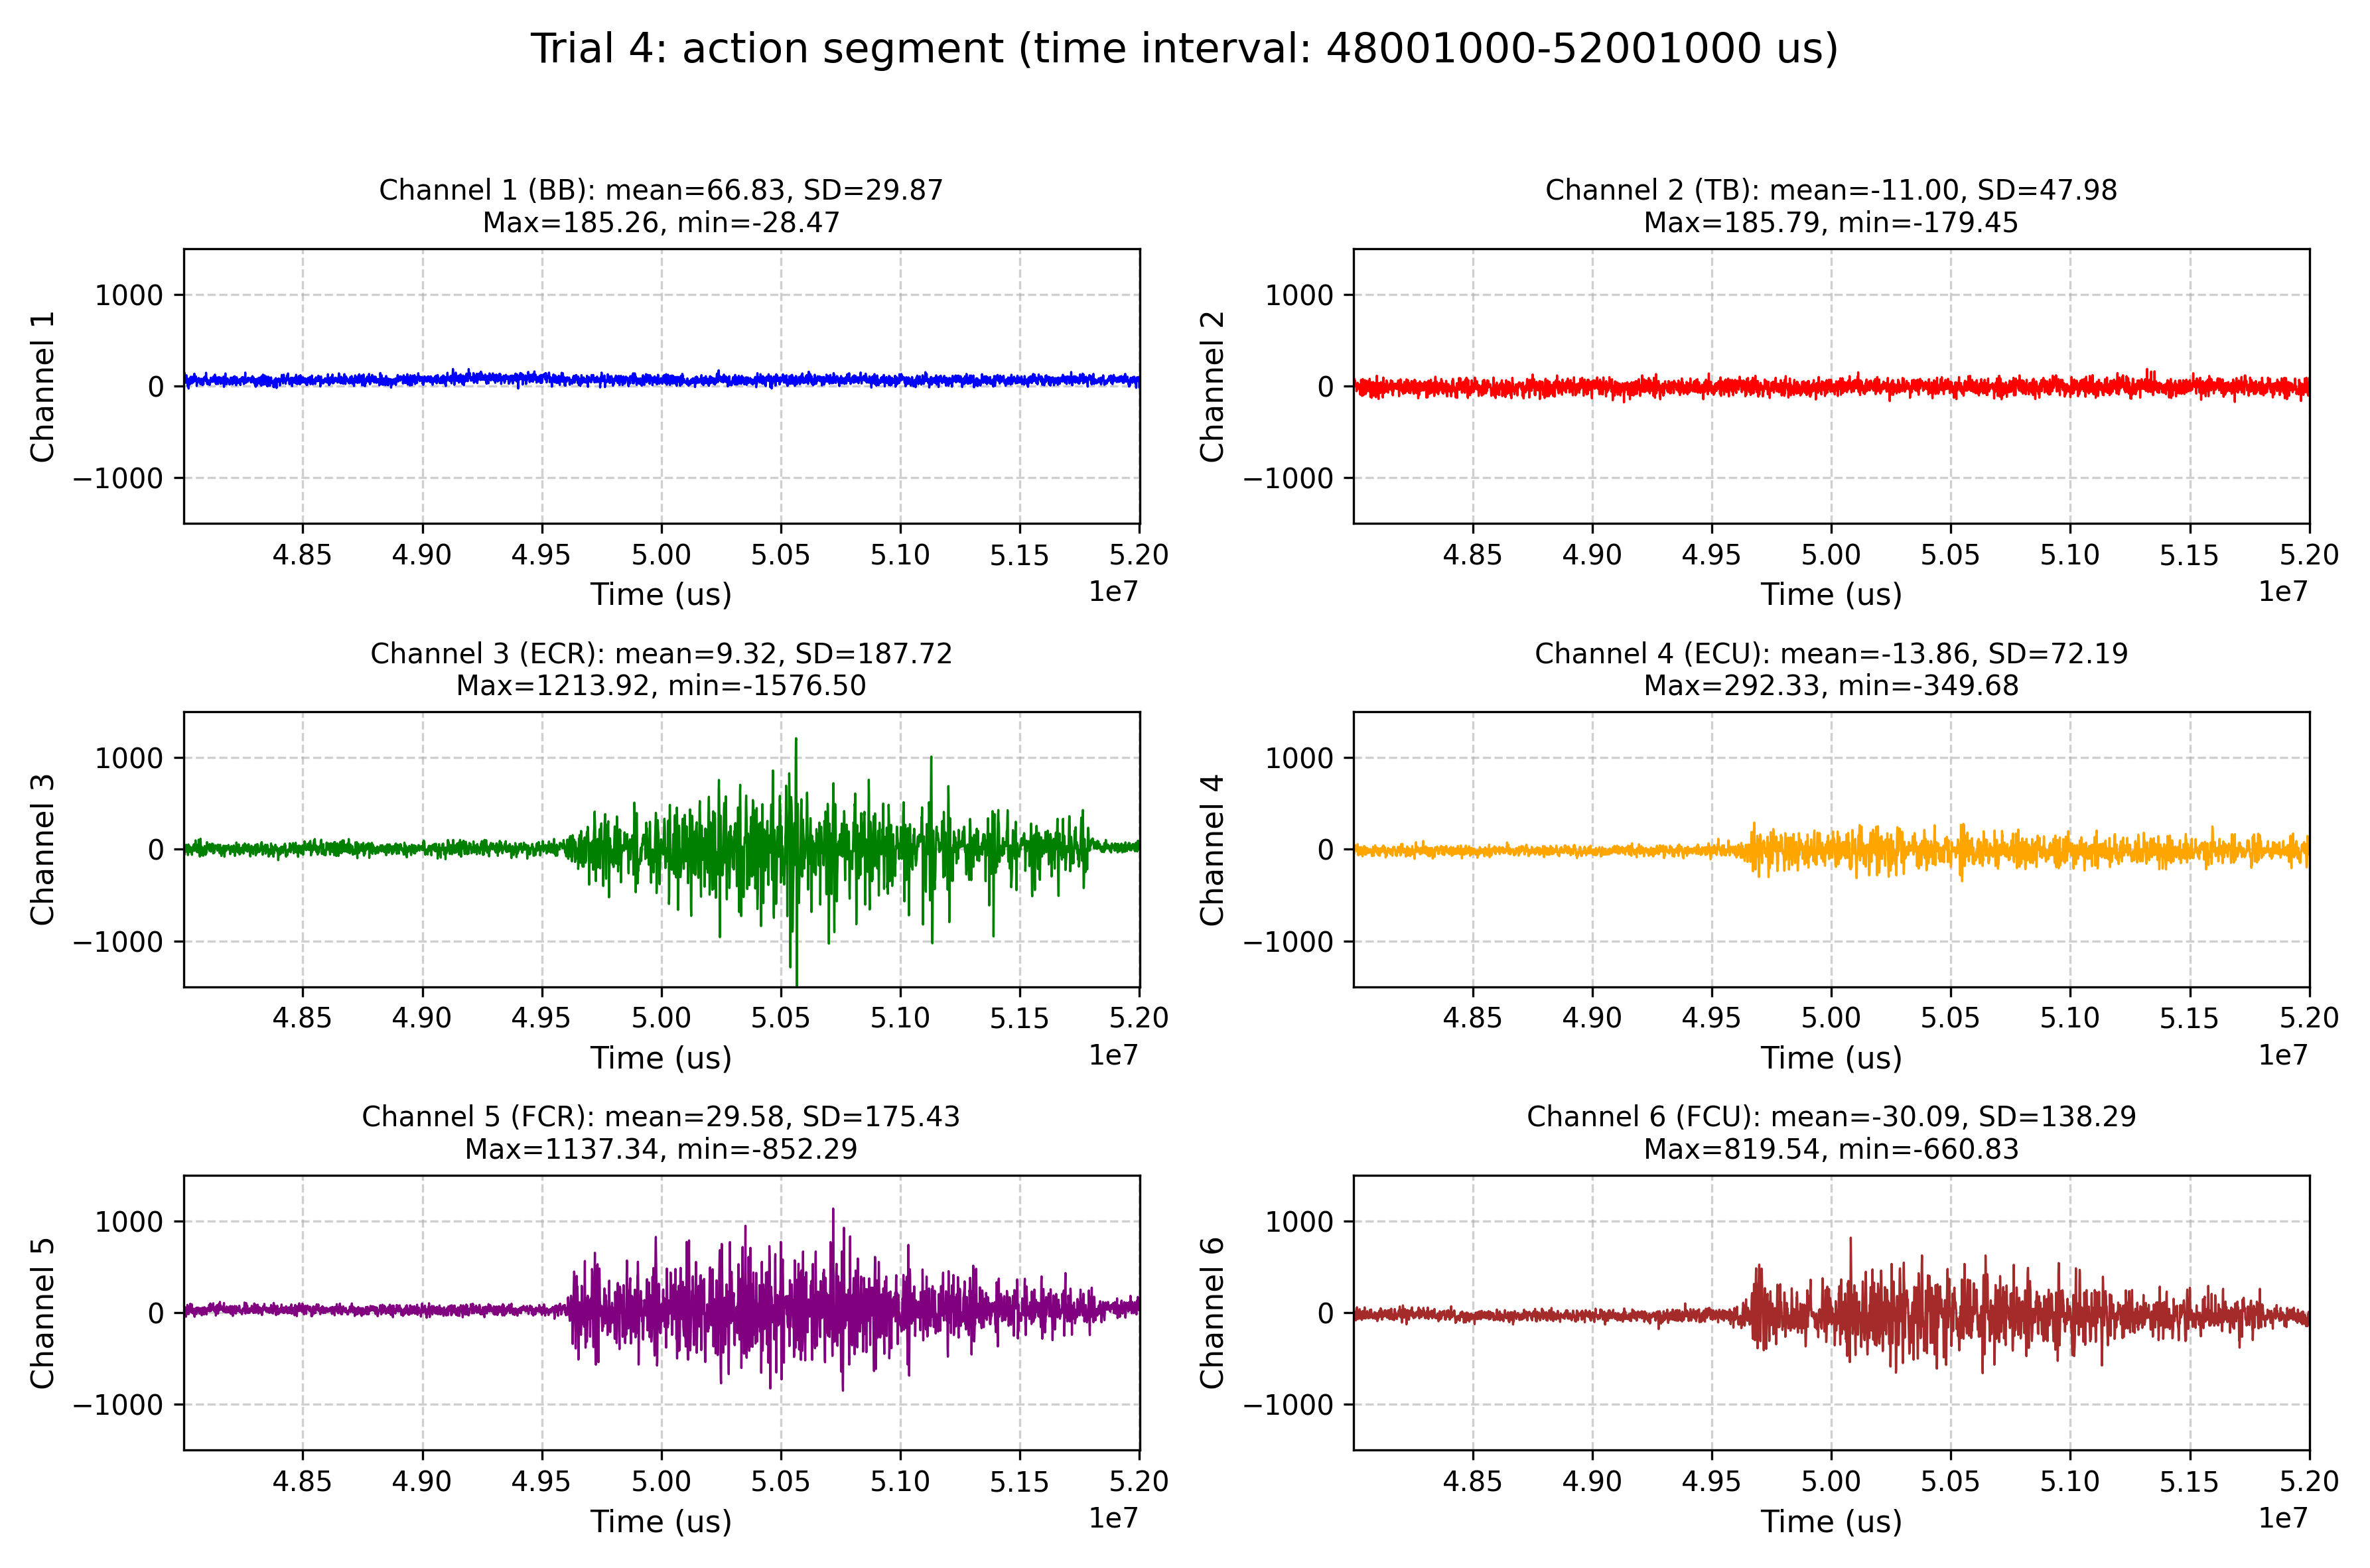 Trial 4: action segment (time interval: 48001000-52001000 us)
Channel 1 (BB): mean=66.83, SD=29.87
Max=185.26, min=-28.47
Channel 1
1000
0
−1000
4.85 4.90 4.95 5.00 5.05 5.10 5.15 5.20
Time (us)
1e7
Channel 2 (TB): mean=-11.00, SD=47.98
Max=185.79, min=-179.45
Channel 2
1000
0
−1000
4.85 4.90 4.95 5.00 5.05 5.10 5.15 5.20
Time (us)
1e7
Channel 3 (ECR): mean=9.32, SD=187.72
Max=1213.92, min=-1576.50
Channel 3
1000
0
−1000
4.85 4.90 4.95 5.00 5.05 5.10 5.15 5.20
Time (us)
1e7
Channel 4 (ECU): mean=-13.86, SD=72.19
Max=292.33, min=-349.68
Channel 4
1000
0
−1000
4.85 4.90 4.95 5.00 5.05 5.10 5.15 5.20
Time (us)
1e7
Channel 5 (FCR): mean=29.58, SD=175.43
Max=1137.34, min=-852.29
Channel 5
1000
0
−1000
4.85 4.90 4.95 5.00 5.05 5.10 5.15 5.20
Time (us)
1e7
Channel 6 (FCU): mean=-30.09, SD=138.29
Max=819.54, min=-660.83
Channel 6
1000
0
−1000
4.85 4.90 4.95 5.00 5.05 5.10 5.15 5.20
Time (us)
1e7